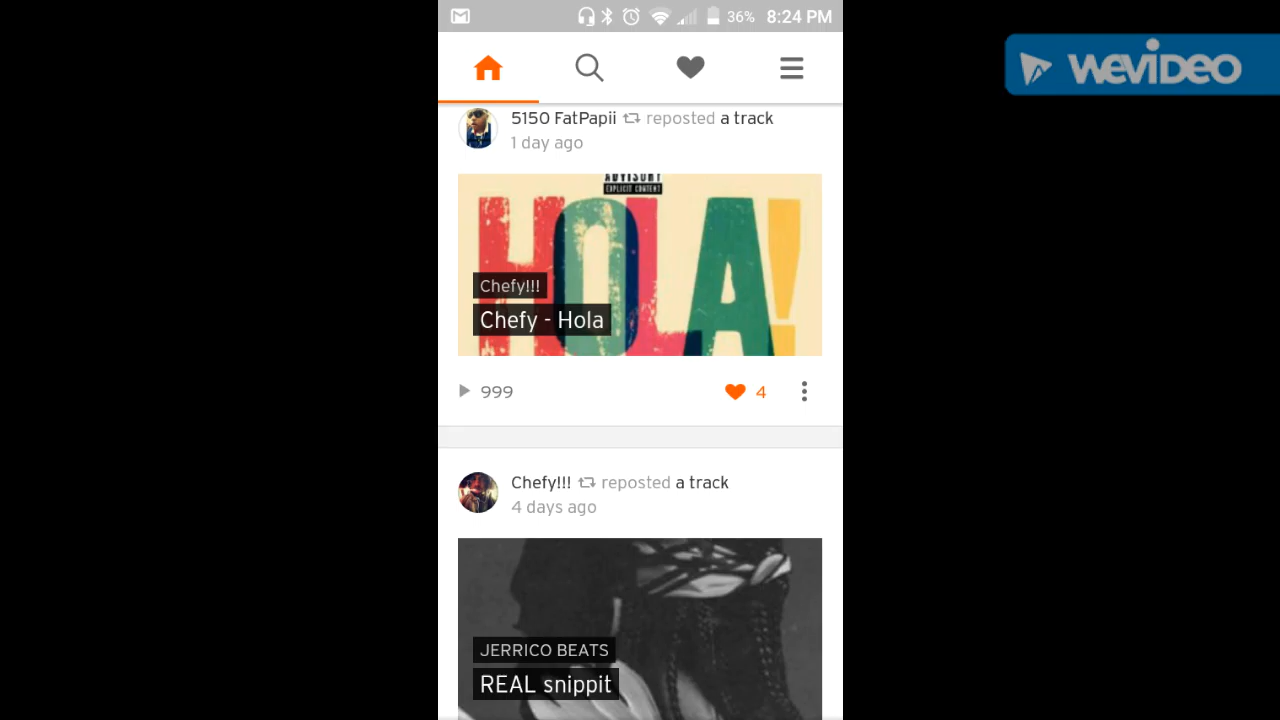 36% 8:24 PM
WEVIDEO
5150 FatPapii reposted a track
1 day ago
ADVISORY
EXPLICIT CONTENT
HOLA!
Chefy!!!
Chefy - Hola
999
4
Chefy!!! reposted a track
4 days ago
JERRICO BEATS
REAL snippit